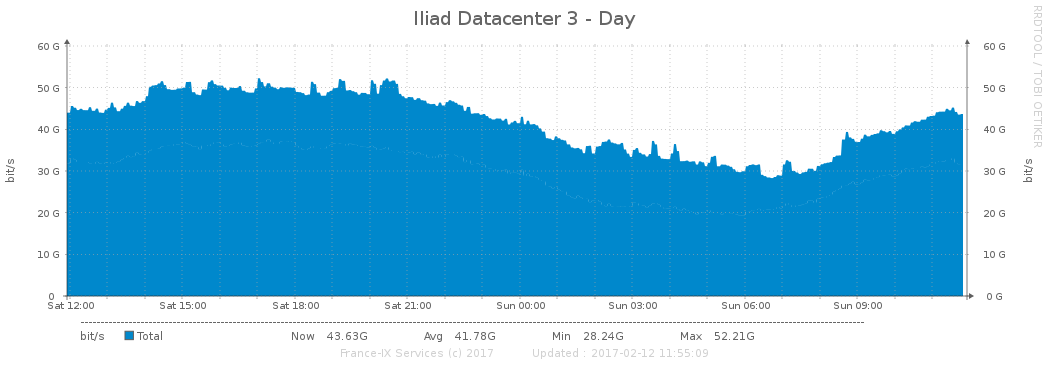 Iliad Datacenter 3 - Day
RRDTOOL / TOBI OETIKER
60 G 60 G
50 G 50 G
40 G 40 G
30 G 30 G
20 G 20 G
10 G 10 G
0 0 G
bit/s bit/s
Sat 12:00 Sat 15:00 Sat 18:00 Sat 21:00 Sun 00:00 Sun 03:00 Sun 06:00 Sun 09:00
bit/s Total Now 43.63G Avg 41.78G Min 28.24G Max 52.21G
France-IX Services (c) 2017 Updated : 2017-02-12 11:55:09